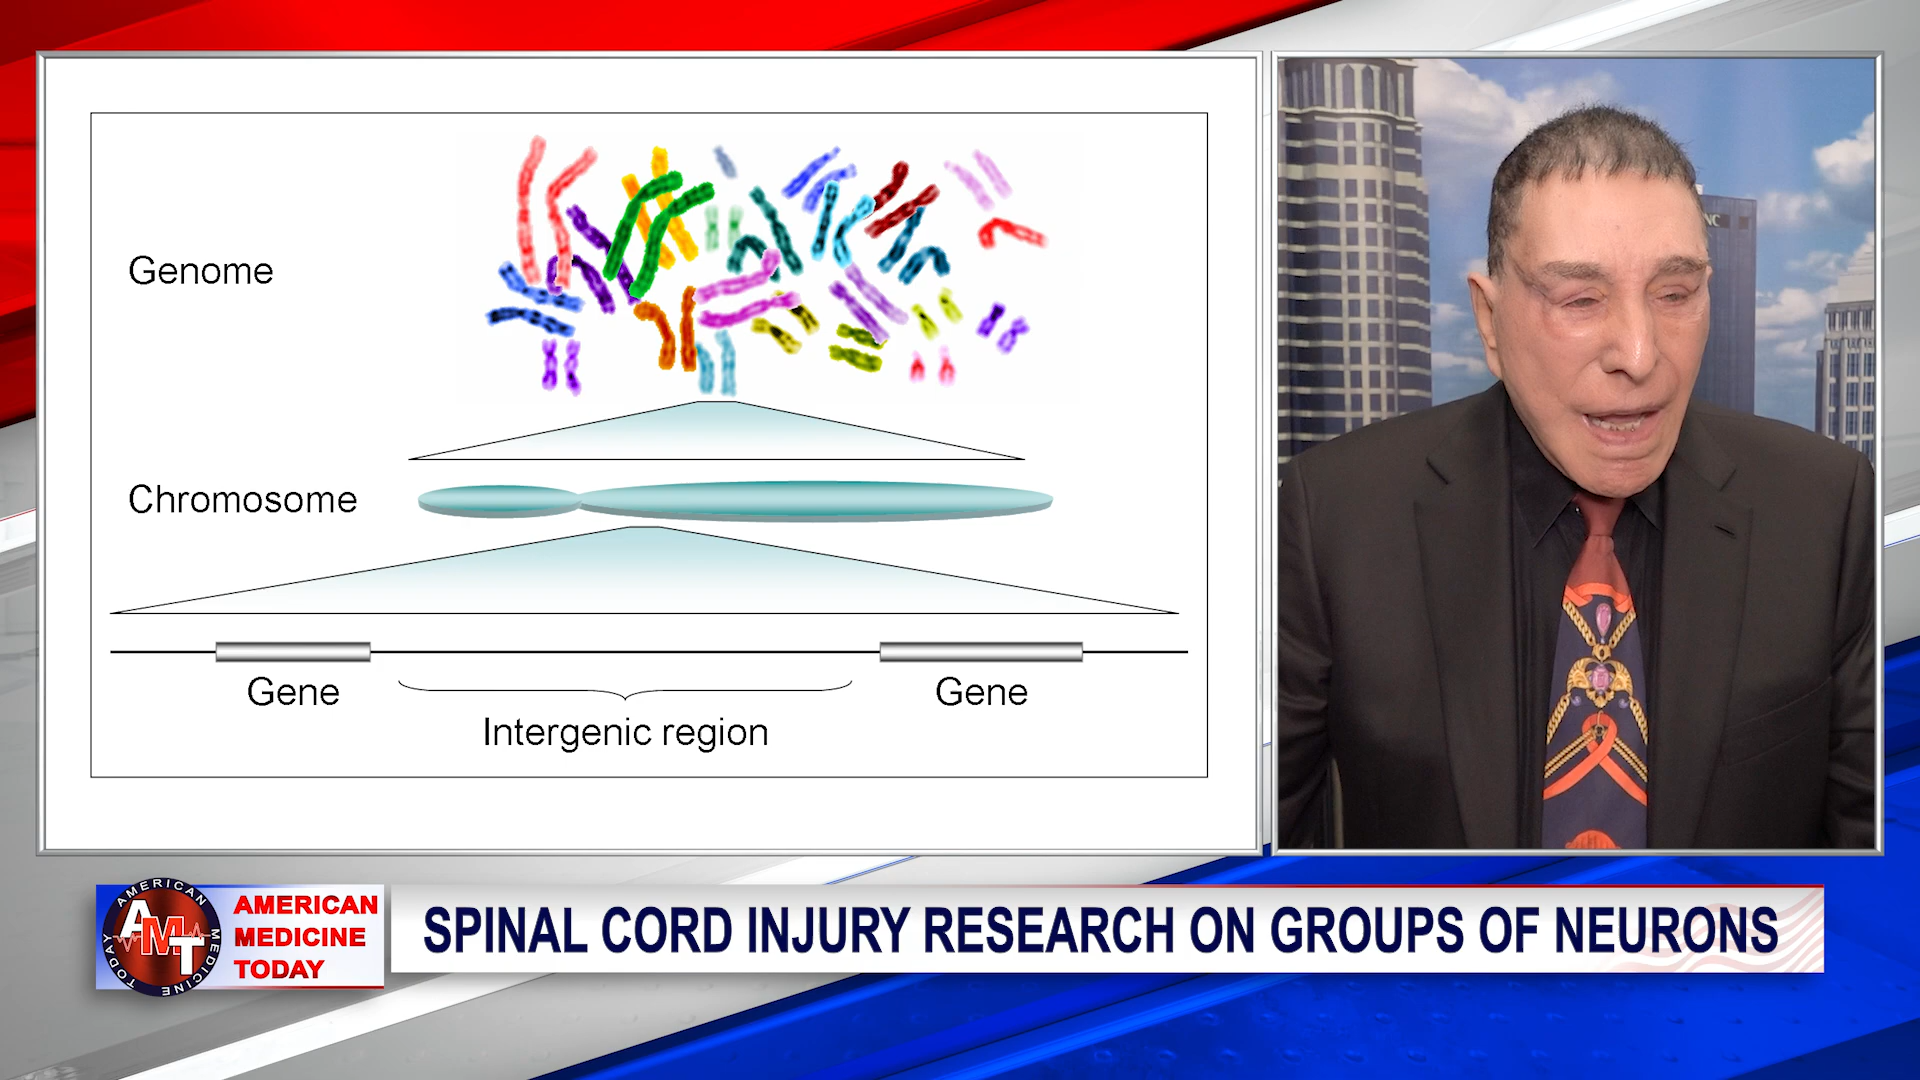 Genome
Chromosome
Gene
Gene
Intergenic region
NC
AMERICAN
MEDICINE
TODAY
AMT
AMERICAN
MEDICINE
TODAY
SPINAL CORD INJURY RESEARCH ON GROUPS OF NEURONS